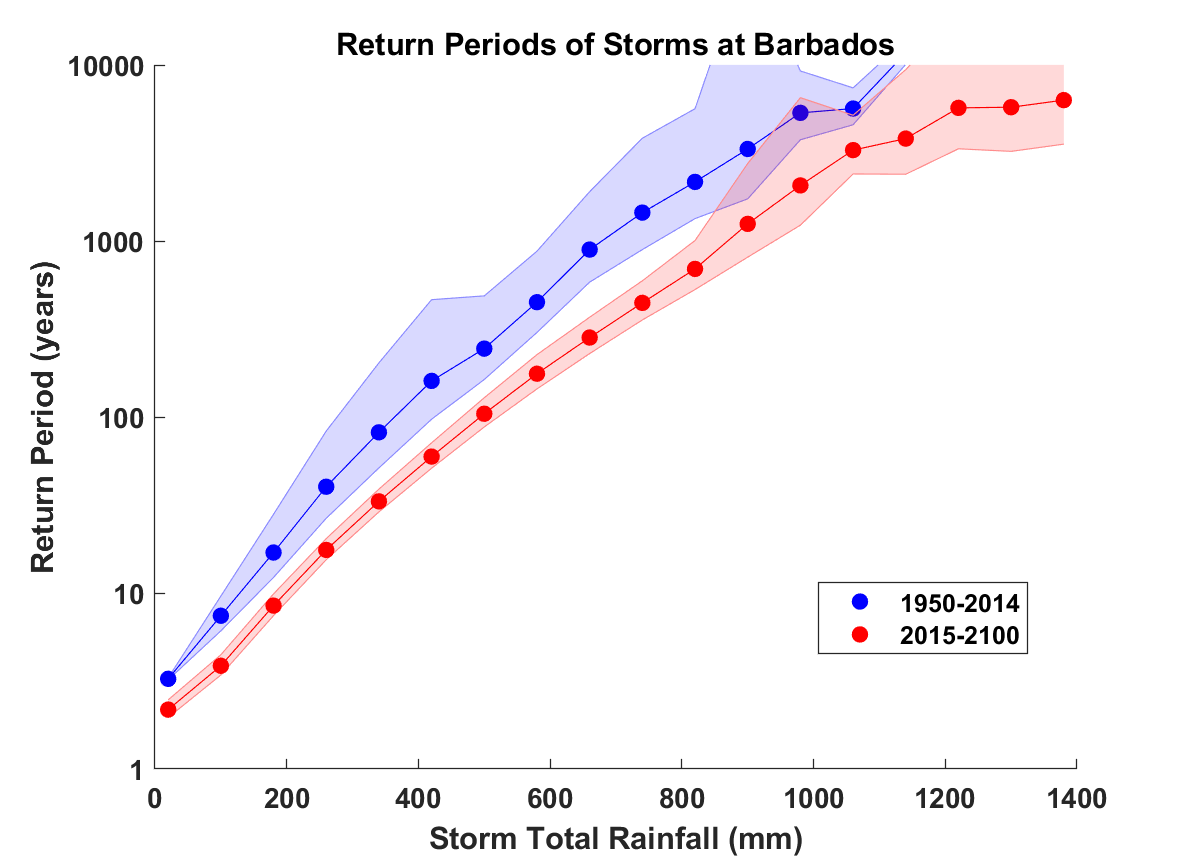 Return Periods of Storms at Barbados
10000
1000
100
10
1
Return Period (years)
1950-2014
2015-2100
0 200 400 600 800 1000 1200 1400
Storm Total Rainfall (mm)